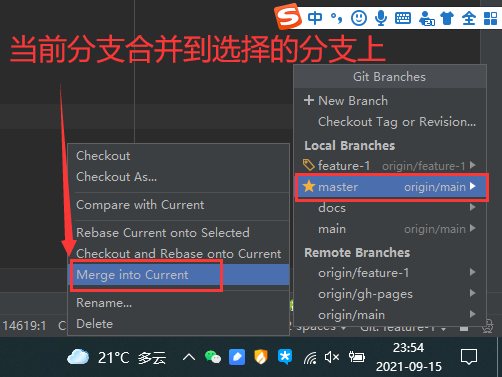 中
当前分支合并到选择的分支上
Git Branches
New Branch
Checkout Tag or Revision...
Local Branches
feature-1 origin/feature-1
master origin/main
docs
main origin/main
Remote Branches
origin/feature-1
origin/gh-pages
origin/main
Checkout
Checkout As...
Compare with Current
Rebase Current onto Selected
Checkout and Rebase onto Current
Merge into Current
Rename...
Delete
14619:1
spaces
Git: feature-1
21°C 多云
23:54
2021-09-15